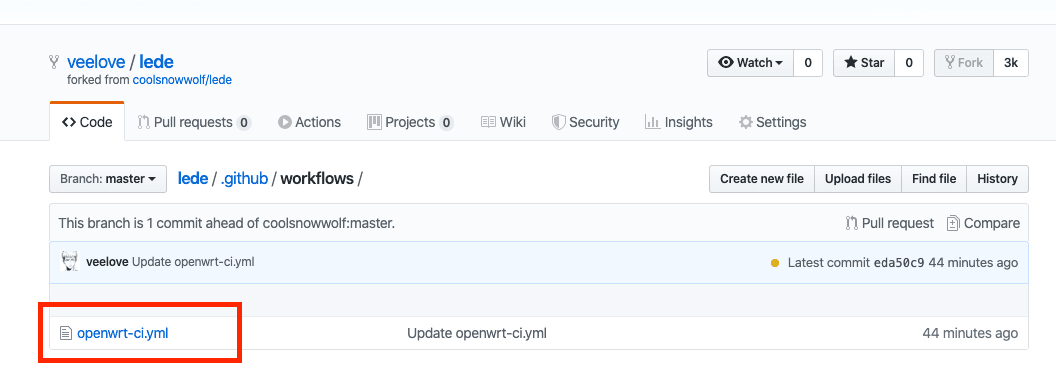 veelove / lede
forked from coolsnowwolf/lede
Watch 0 Star 0 Fork 3k
Code Pull requests 0 Actions Projects 0 Wiki Security Insights Settings
Branch: master lede / .github / workflows / Create new file Upload files Find file History
This branch is 1 commit ahead of coolsnowwolf:master. Pull request Compare
veelove Update openwrt-ci.yml Latest commit eda50c9 44 minutes ago
openwrt-ci.yml Update openwrt-ci.yml 44 minutes ago